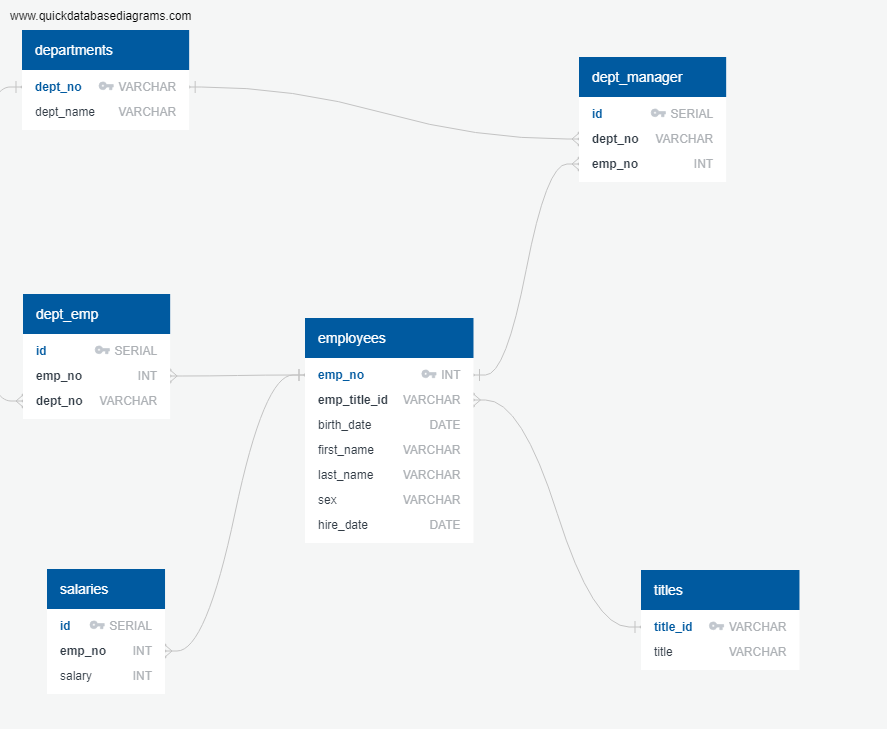 www.quickdatabasediagrams.com
departments
dept_no VARCHAR
dept_name VARCHAR
dept_manager
id SERIAL
dept_no VARCHAR
emp_no INT
dept_emp
id SERIAL
emp_no INT
dept_no VARCHAR
employees
emp_no INT
emp_title_id VARCHAR
birth_date DATE
first_name VARCHAR
last_name VARCHAR
sex VARCHAR
hire_date DATE
salaries
id SERIAL
emp_no INT
salary INT
titles
title_id VARCHAR
title VARCHAR